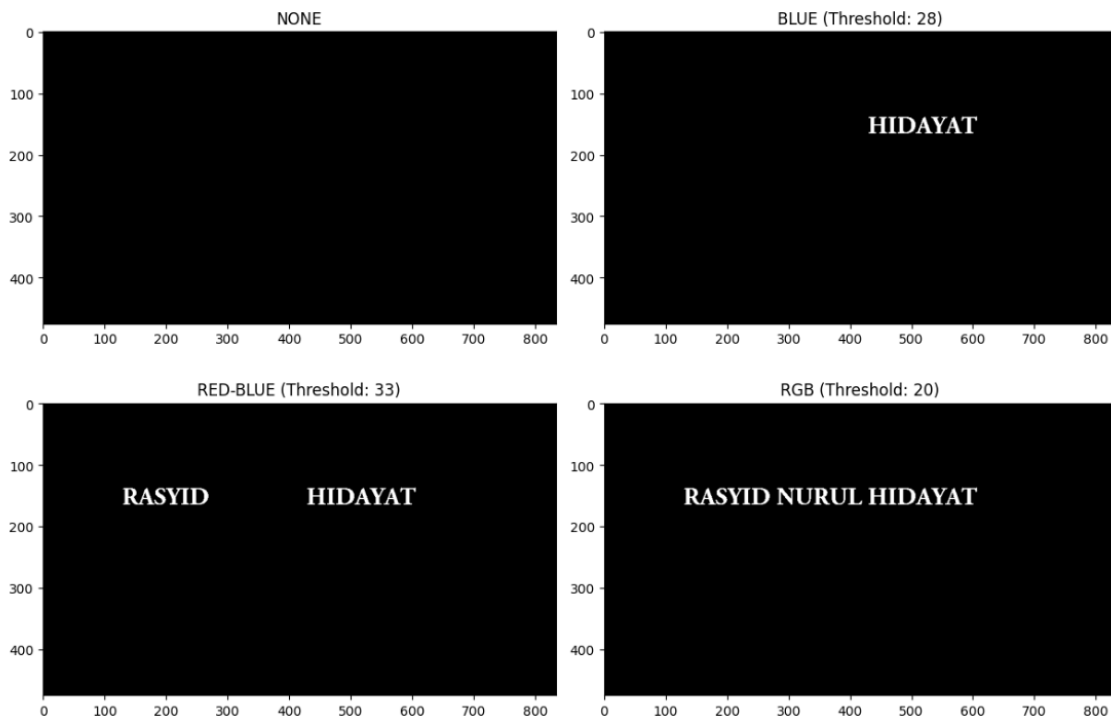 NONE
0
100
200
300
400
0 100 200 300 400 500 600 700 800
BLUE (Threshold: 28)
HIDAYAT
0
100
200
300
400
0 100 200 300 400 500 600 700 800
RED-BLUE (Threshold: 33)
RASYID HIDAYAT
0
100
200
300
400
0 100 200 300 400 500 600 700 800
RGB (Threshold: 20)
RASYID NURUL HIDAYAT
0
100
200
300
400
0 100 200 300 400 500 600 700 800